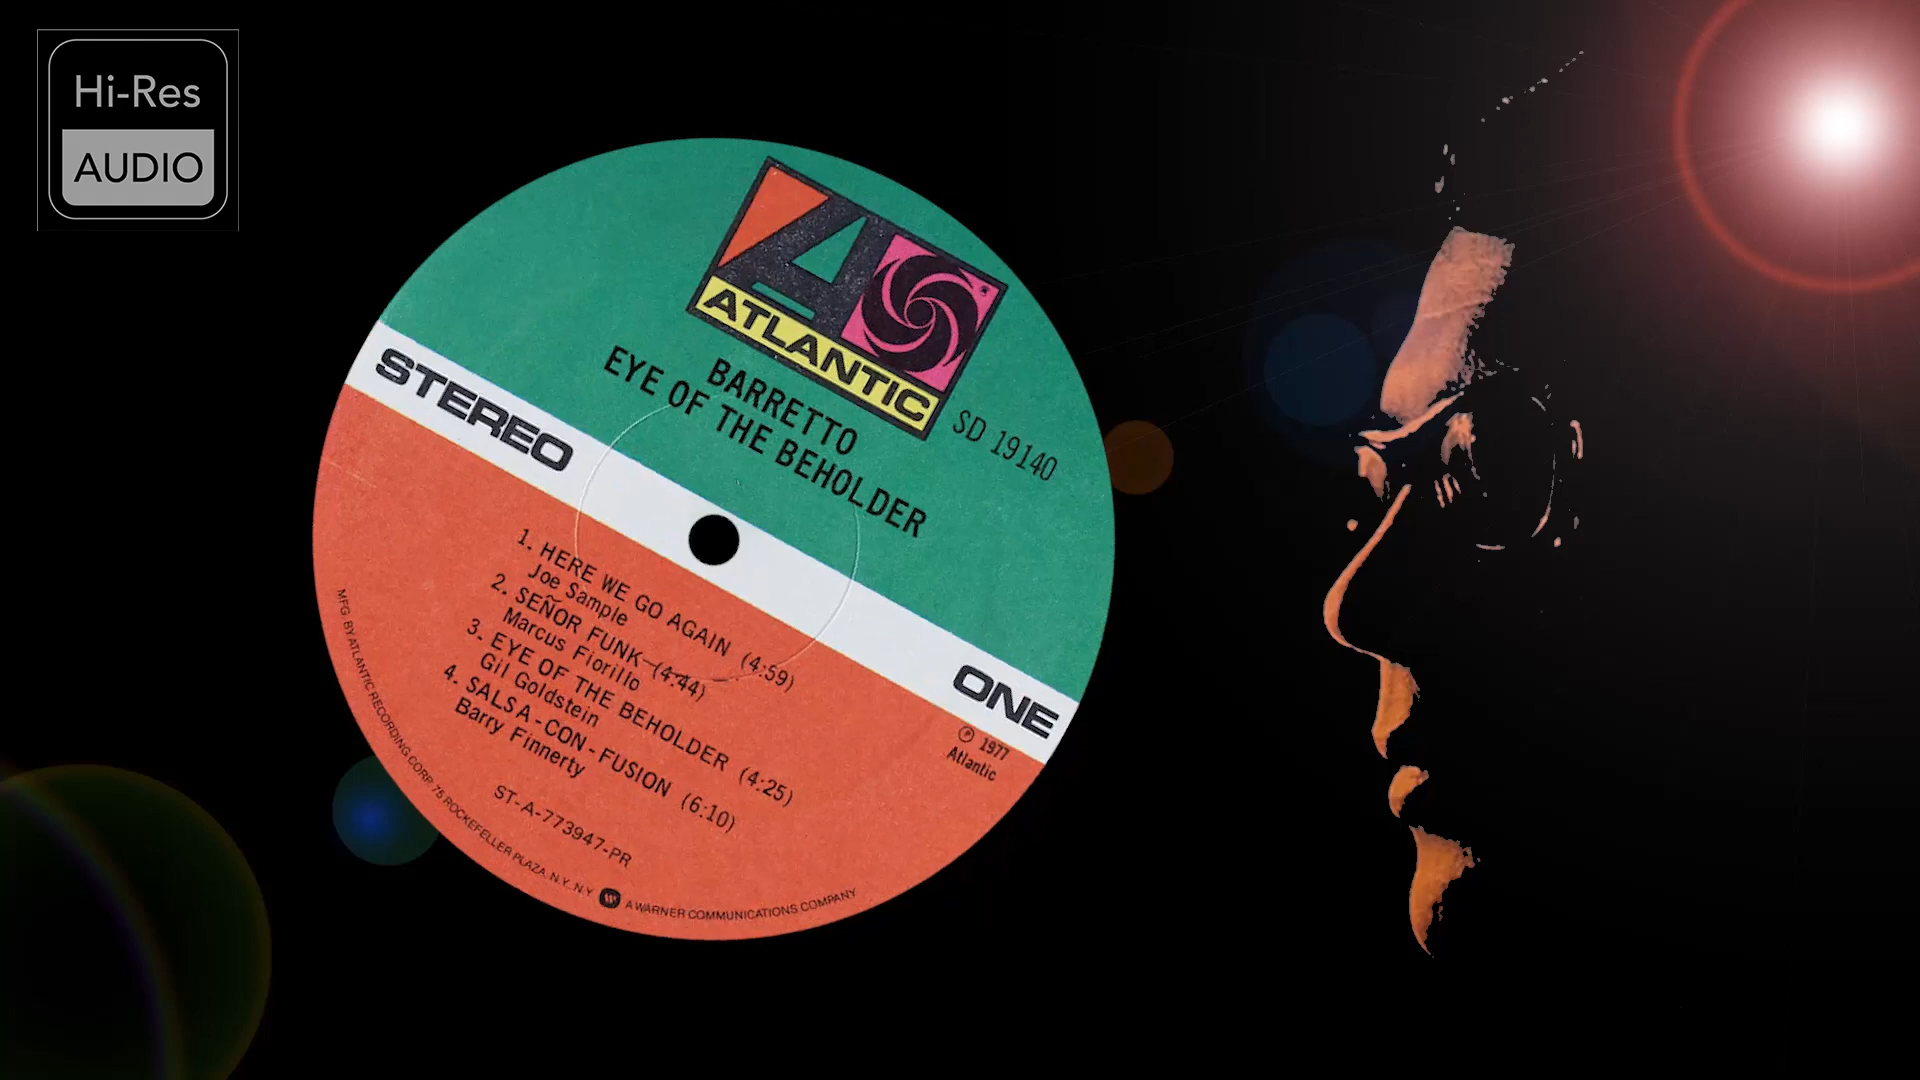 Hi-Res
AUDIO
ATLANTIC
BARRETTO
EYE OF THE BEHOLDER
SD 19140
STEREO
ONE
℗ 1977
Atlantic
1. HERE WE GO AGAIN (4:59)
Joe Sample
2. SEÑOR FUNK (4:44)
Marcus Fiorillo
3. EYE OF THE BEHOLDER (4:25)
Gil Goldstein
4. SALSA-CON-FUSION (6:10)
Barry Finnerty
ST-A-773947-PR
MFG BY ATLANTIC RECORDING CORP. 75 ROCKEFELLER PLAZA. N.Y. N.Y. W A WARNER COMMUNICATIONS COMPANY